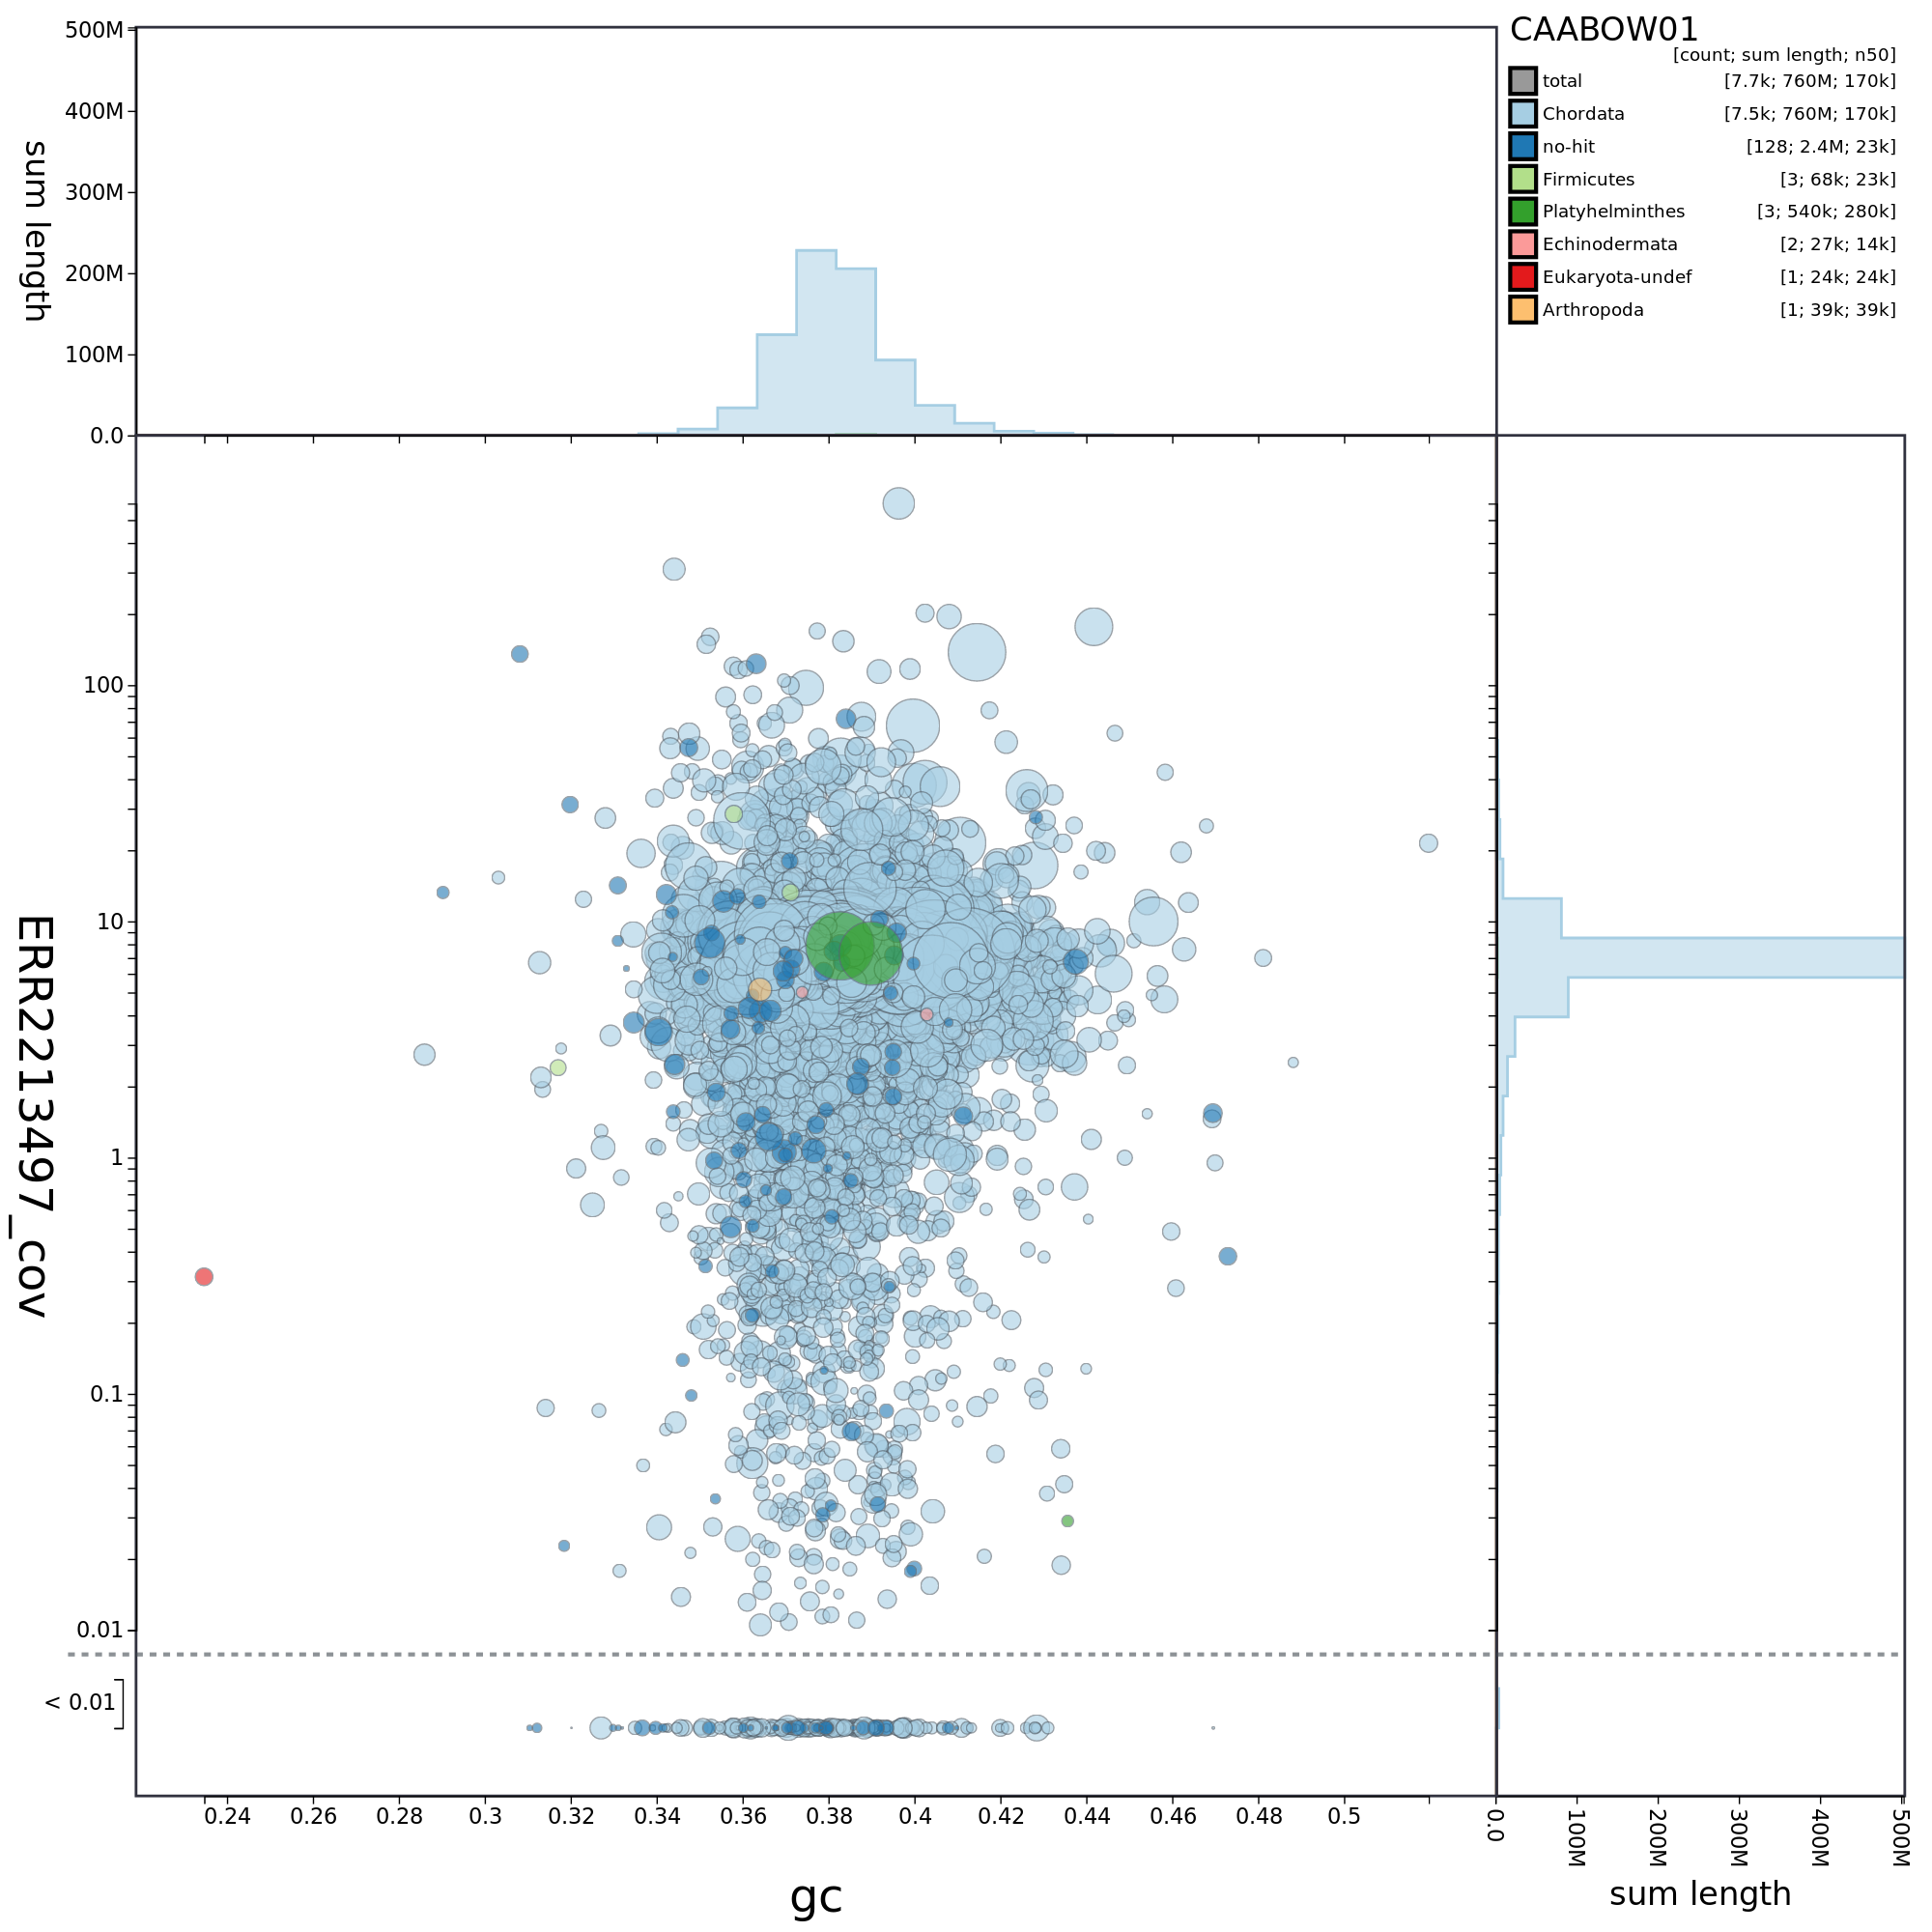 CAABOW01
[count; sum length; n50]
total [7.7k; 760M; 170k]
Chordata [7.5k; 760M; 170k]
no-hit [128; 2.4M; 23k]
Firmicutes [3; 68k; 23k]
Platyhelminthes [3; 540k; 280k]
Echinodermata [2; 27k; 14k]
Eukaryota-undef [1; 24k; 24k]
Arthropoda [1; 39k; 39k]
sum length
500M
400M
300M
200M
100M
0.0
ERR2213497_cov
100
10
1
0.1
0.01
< 0.01
0.24 0.26 0.28 0.3 0.32 0.34 0.36 0.38 0.4 0.42 0.44 0.46 0.48 0.5
gc
0.0 100M 200M 300M 400M 500M
sum length